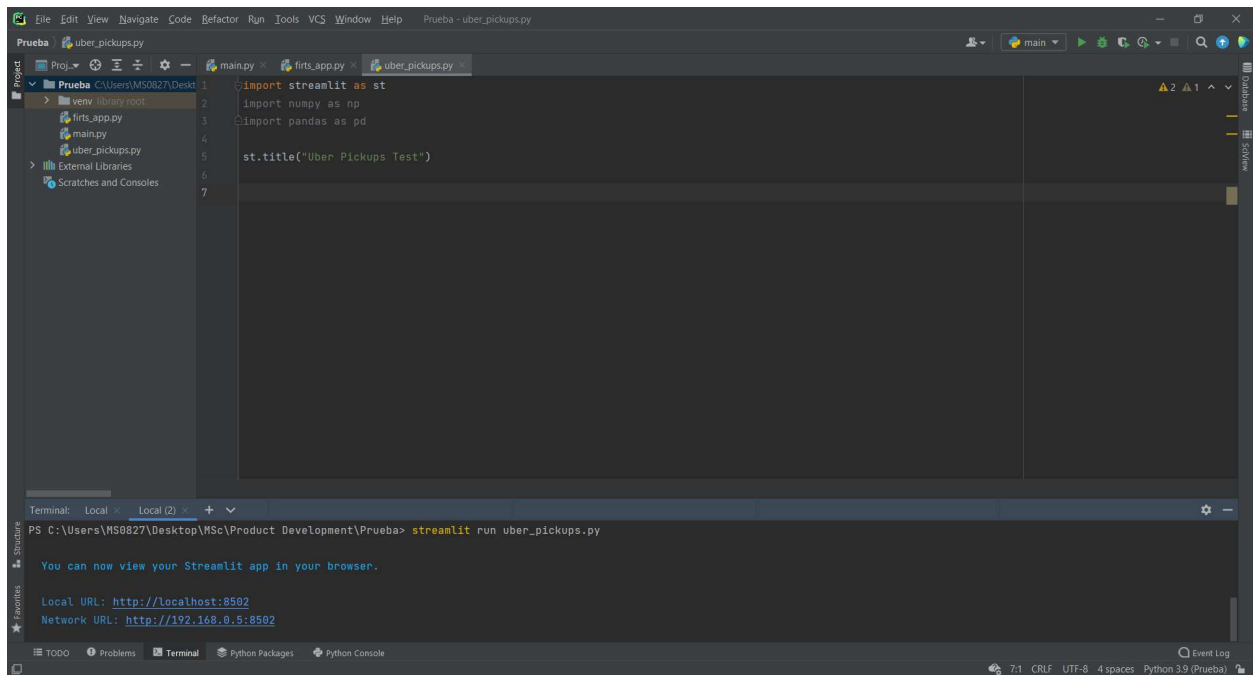 File Edit View Navigate Code Refactor Run Tools VCS Window Help Prueba - uber_pickups.py
Prueba uber_pickups.py main
Project
Proj... main.py firts_app.py uber_pickups.py
Prueba C:\Users\MS0827\Deskt
venv library root
firts_app.py
main.py
uber_pickups.py
External Libraries
Scratches and Consoles
1 import streamlit as st
2 import numpy as np
3 import pandas as pd
4
5 st.title("Uber Pickups Test")
6
7
2 1
Database
SciView
Terminal: Local Local (2)
PS C:\Users\MS0827\Desktop\MSc\Product Development\Prueba> streamlit run uber_pickups.py
You can now view your Streamlit app in your browser.
Local URL: http://localhost:8502
Network URL: http://192.168.0.5:8502
Structure
Favorites
TODO Problems Terminal Python Packages Python Console Event Log
7:1 CRLF UTF-8 4 spaces Python 3.9 (Prueba)